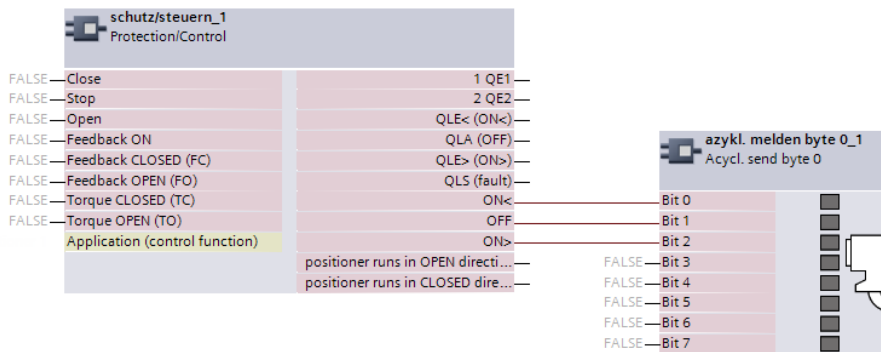 schutz/steuern_1
Protection/Control
FALSE Close 1 QE1
FALSE Stop 2 QE2
FALSE Open QLE< (ON<)
FALSE Feedback ON QLA (OFF)
FALSE Feedback CLOSED (FC) QLE> (ON>)
FALSE Feedback OPEN (FO) QLS (fault)
FALSE Torque CLOSED (TC) ON<
FALSE Torque OPEN (TO) OFF
Application (control function) ON>
positioner runs in OPEN directi...
positioner runs in CLOSED dire...
azykl. melden byte 0_1
Acycl. send byte 0
Bit 0
Bit 1
Bit 2
FALSE Bit 3
FALSE Bit 4
FALSE Bit 5
FALSE Bit 6
FALSE Bit 7